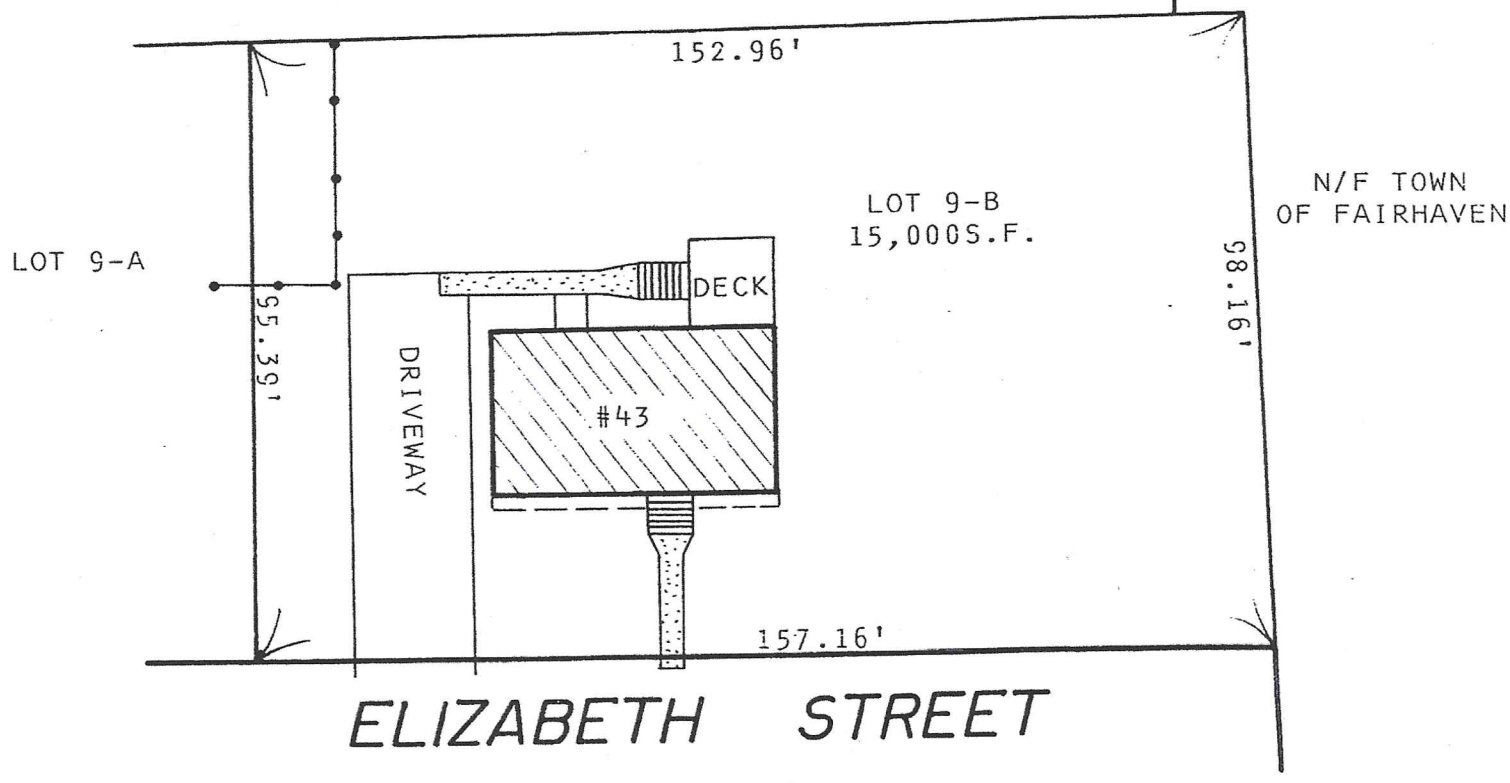 152.96'
LOT 9-B
15,000S.F.
N/F TOWN
OF FAIRHAVEN
LOT 9-A
DECK
98.16'
95.39'
DRIVEWAY
#43
157.16'
ELIZABETH STREET